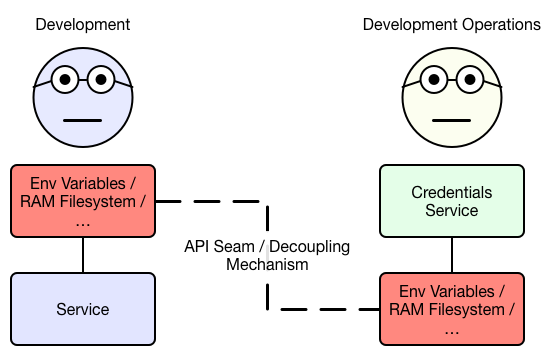 Development
Development Operations
Env Variables /
RAM Filesystem /
...
Credentials
Service
API Seam / Decoupling
Mechanism
Service
Env Variables /
RAM Filesystem /
...